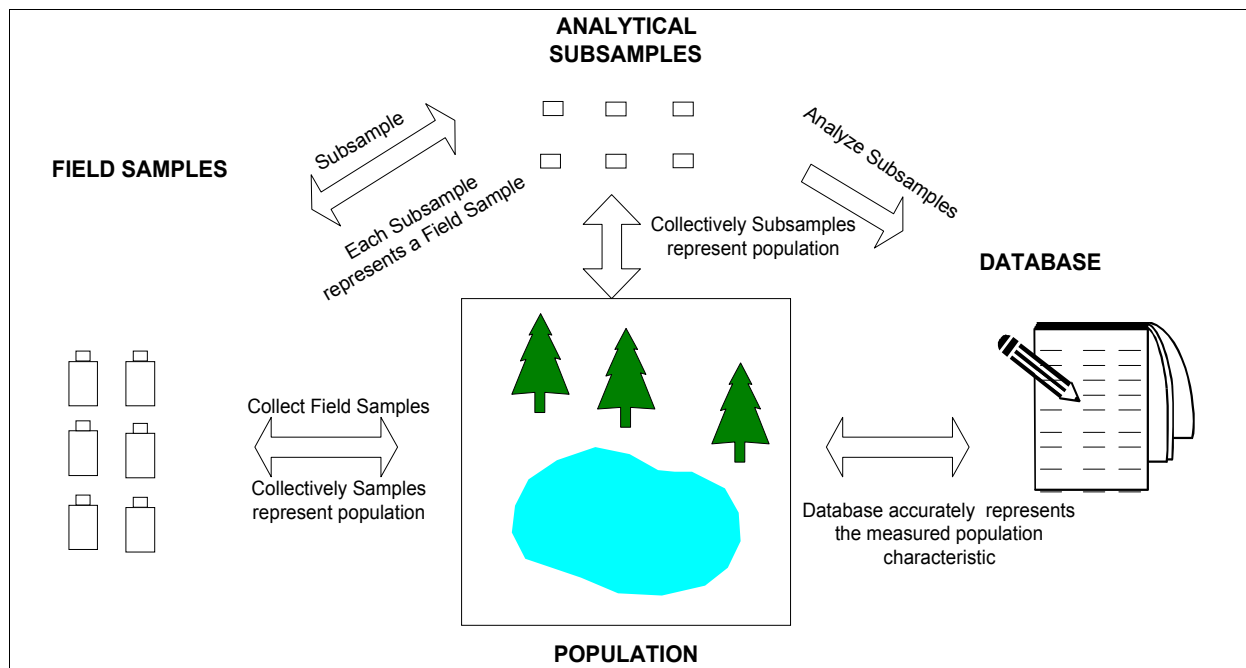 ANALYTICAL
SUBSAMPLES
FIELD SAMPLES
Subsample
Each Subsample
represents a Field Sample
Analyze Subsamples
Collectively Subsamples
represent population
DATABASE
Collect Field Samples
Collectively Samples
represent population
Database accurately represents
the measured population
characteristic
POPULATION